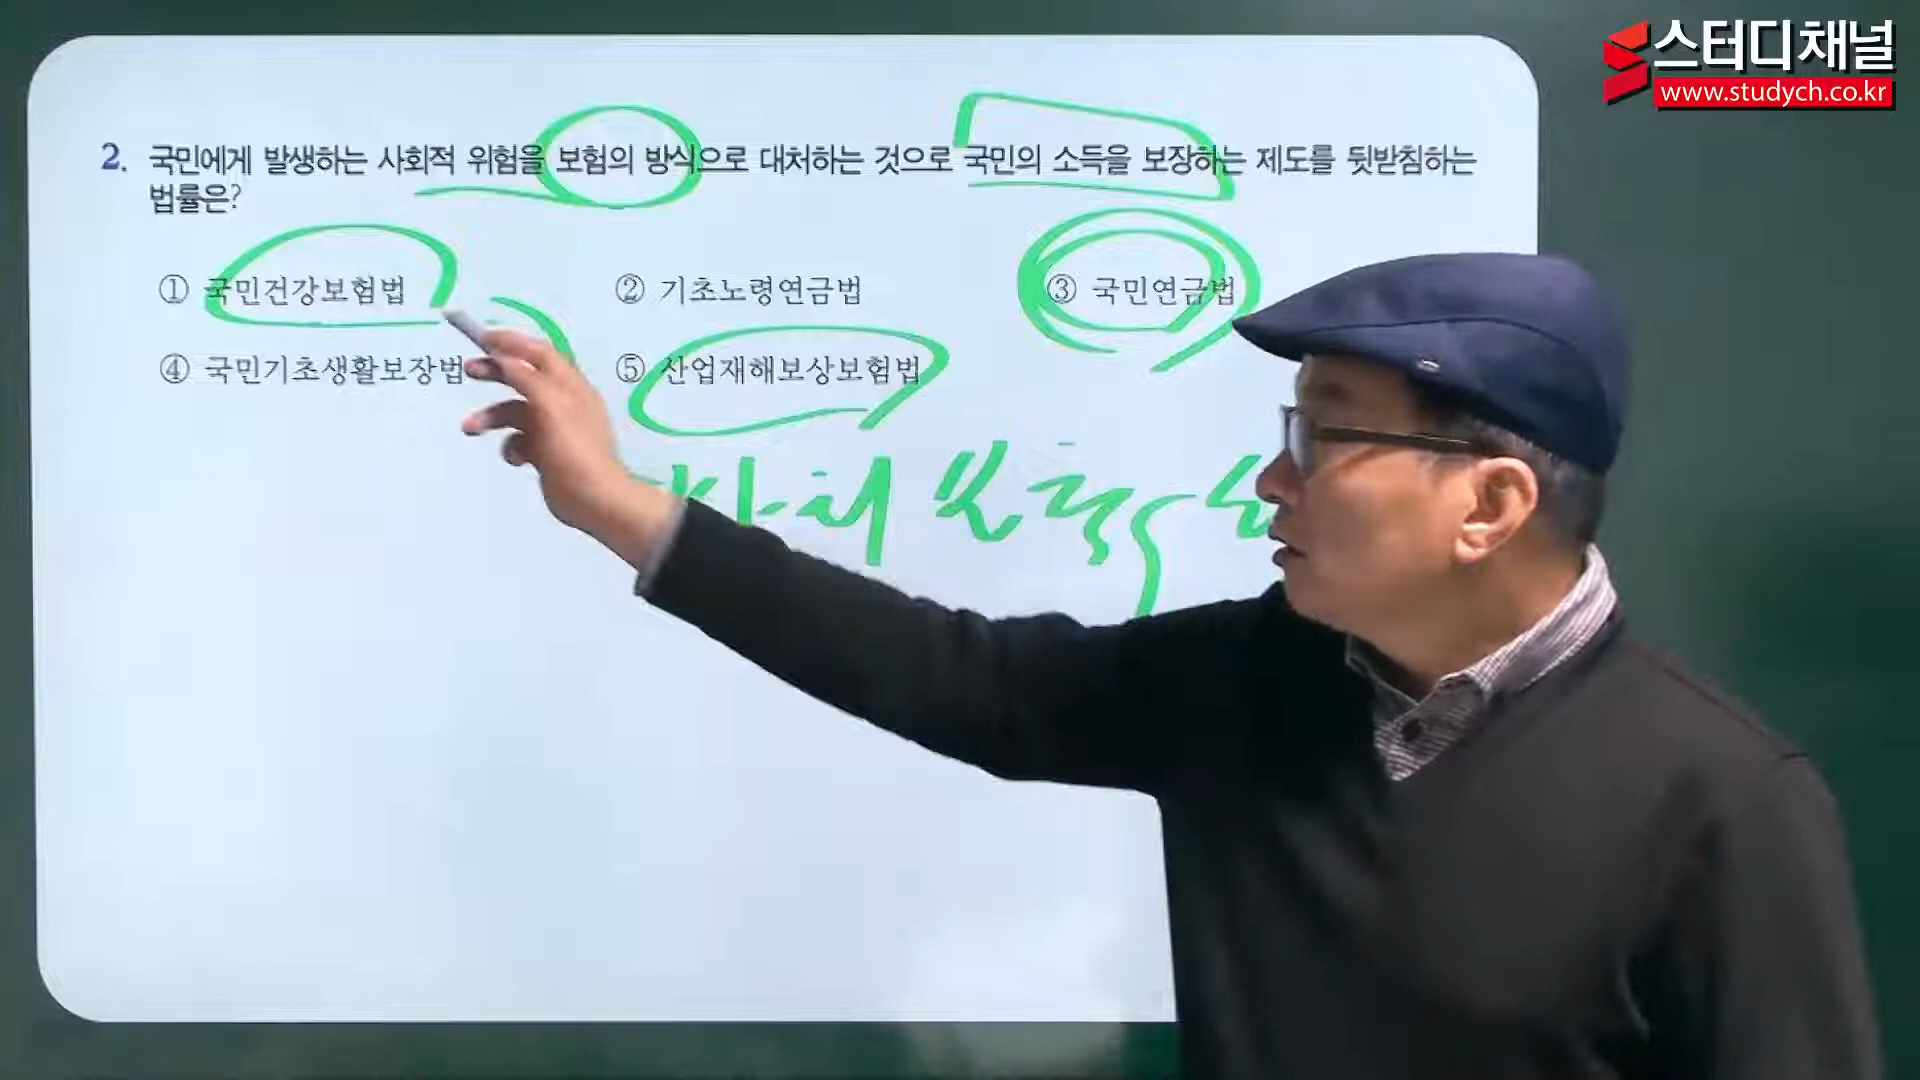 스터디채널
www.studych.co.kr
2. 국민에게 발생하는 사회적 위험을 보험의 방식으로 대처하는 것으로 국민의 소득을 보장하는 제도를 뒷받침하는
법률은?
① 국민건강보험법 ② 기초노령연금법 ③ 국민연금법
④ 국민기초생활보장법 ⑤ 산업재해보상보험법